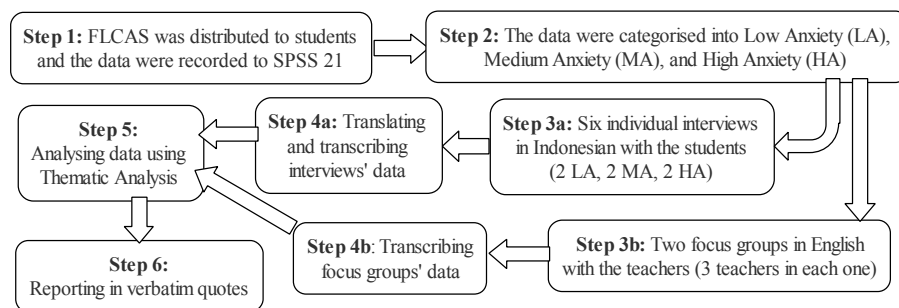 Step 1: FLCAS was distributed to students
and the data were recorded to SPSS 21
Step 2: The data were categorised into Low Anxiety (LA),
Medium Anxiety (MA), and High Anxiety (HA)
Step 3a: Six individual interviews
in Indonesian with the students
(2 LA, 2 MA, 2 HA)
Step 4a: Translating
and transcribing
interviews' data
Step 5:
Analysing data using
Thematic Analysis
Step 3b: Two focus groups in English
with the teachers (3 teachers in each one)
Step 4b: Transcribing
focus groups' data
Step 6:
Reporting in verbatim quotes